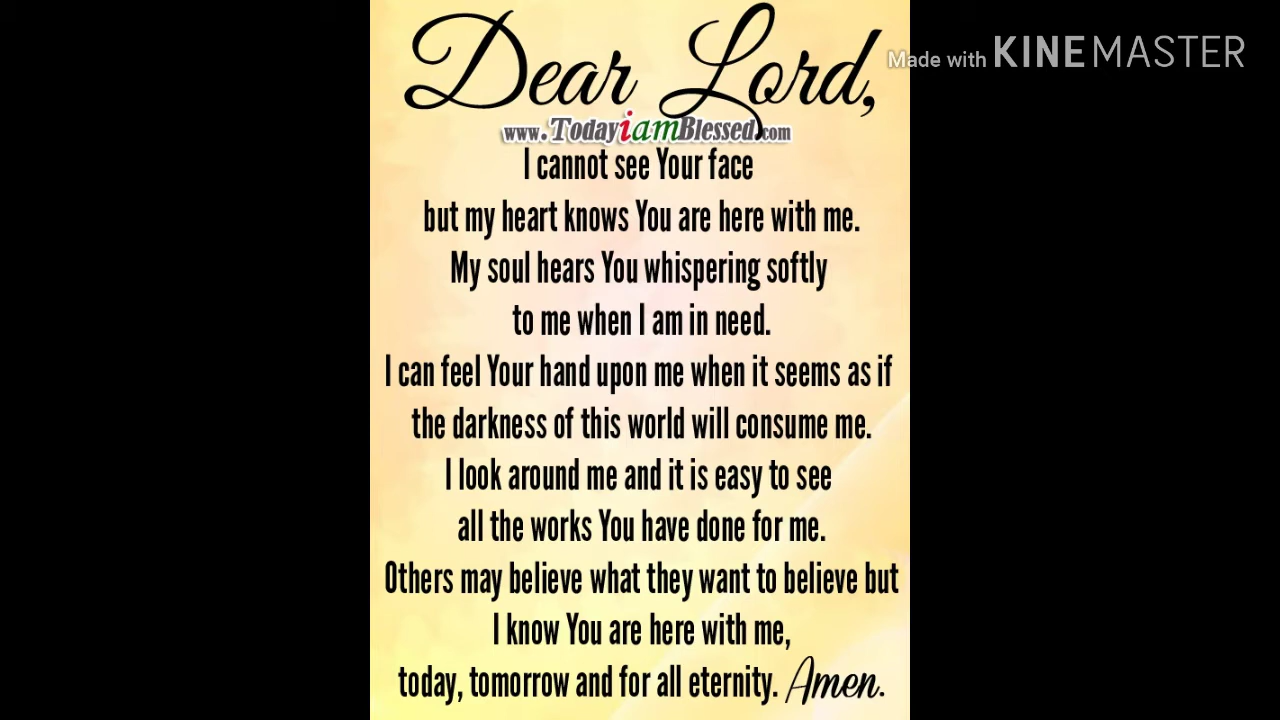 Dear Lord,
Made with KINEMASTER
www.TodayiamBlessed.com
I cannot see Your face
but my heart knows You are here with me.
My soul hears You whispering softly
to me when I am in need.
I can feel Your hand upon me when it seems as if
the darkness of this world will consume me.
I look around me and it is easy to see
all the works You have done for me.
Others may believe what they want to believe but
I know You are here with me,
today, tomorrow and for all eternity. Amen.